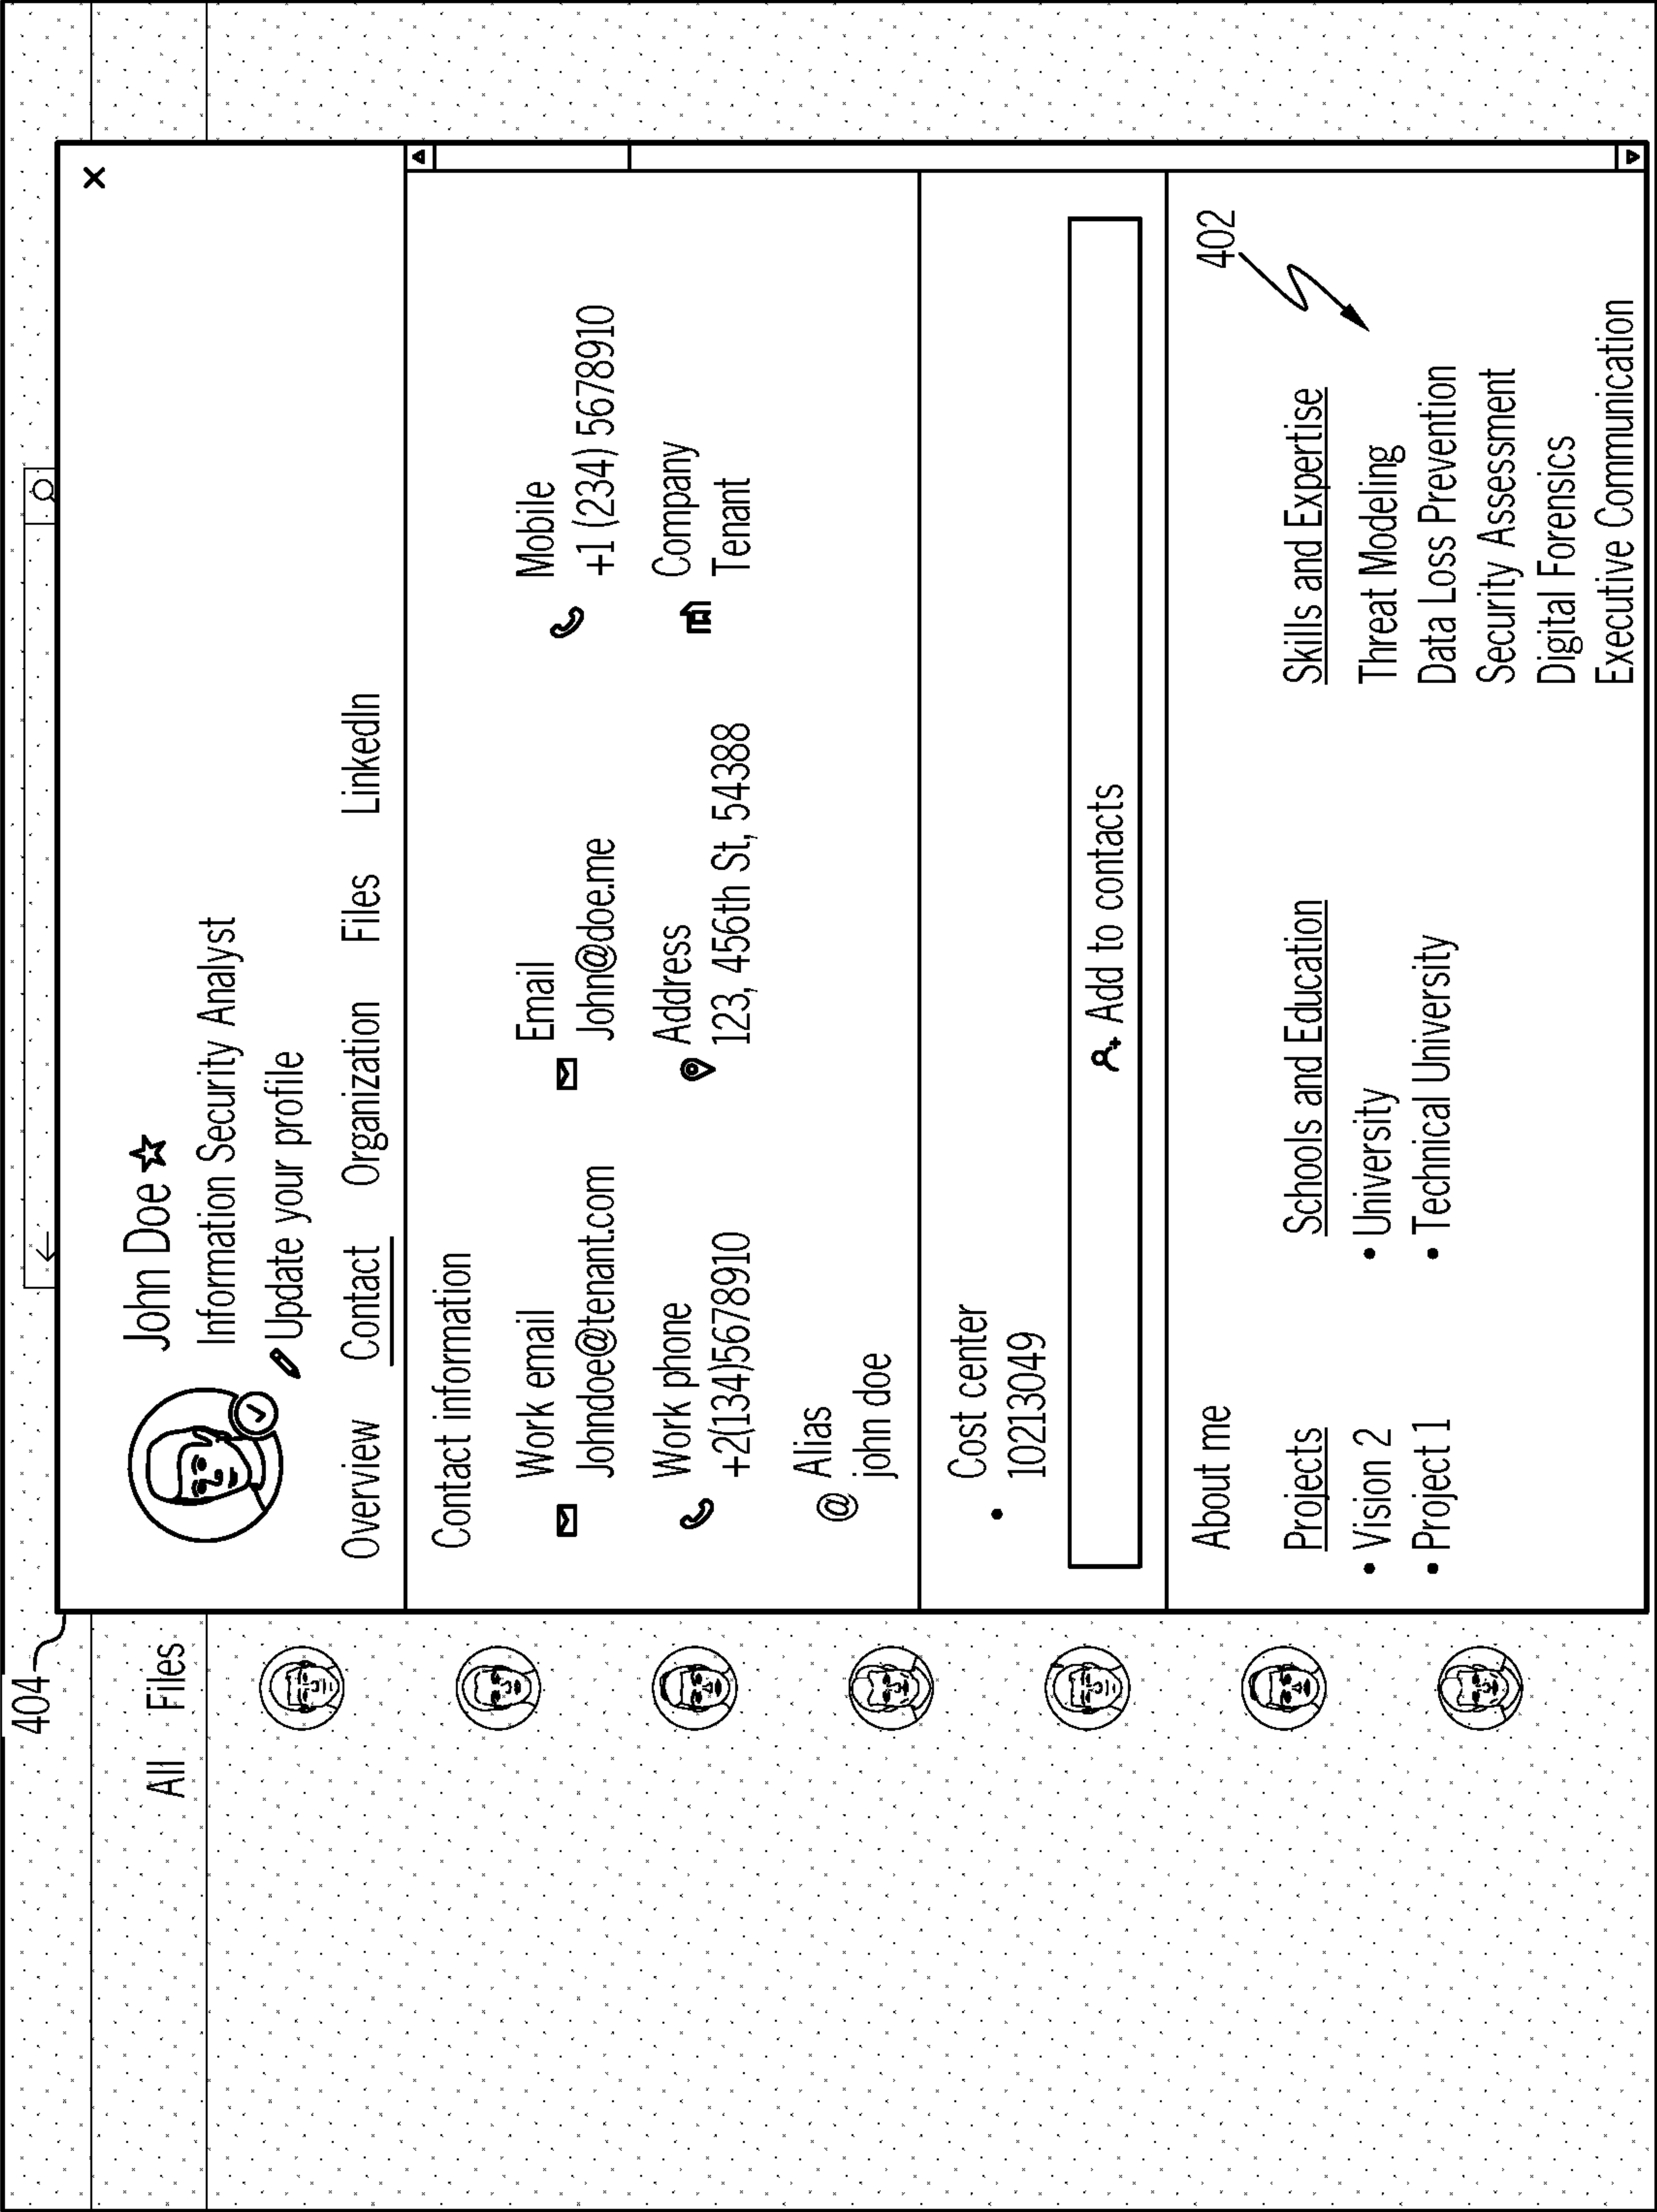 404
All Files
John Doe
Information Security Analyst
Update your profile
Overview Contact Organization Files LinkedIn
Contact information
Work email Email Mobile
Johndoe@tenant.com John@doe.me +1 (234) 5678910
Work phone Address Company
+2(134)5678910 123, 456th St, 54388 Tenant
@ Alias
john doe
Cost center
• 10213049
Add to contacts
About me
402
Projects Schools and Education Skills and Expertise
• Vision 2 • University Threat Modeling
• Project 1 • Technical University Data Loss Prevention
Security Assessment
Digital Forensics
Executive Communication